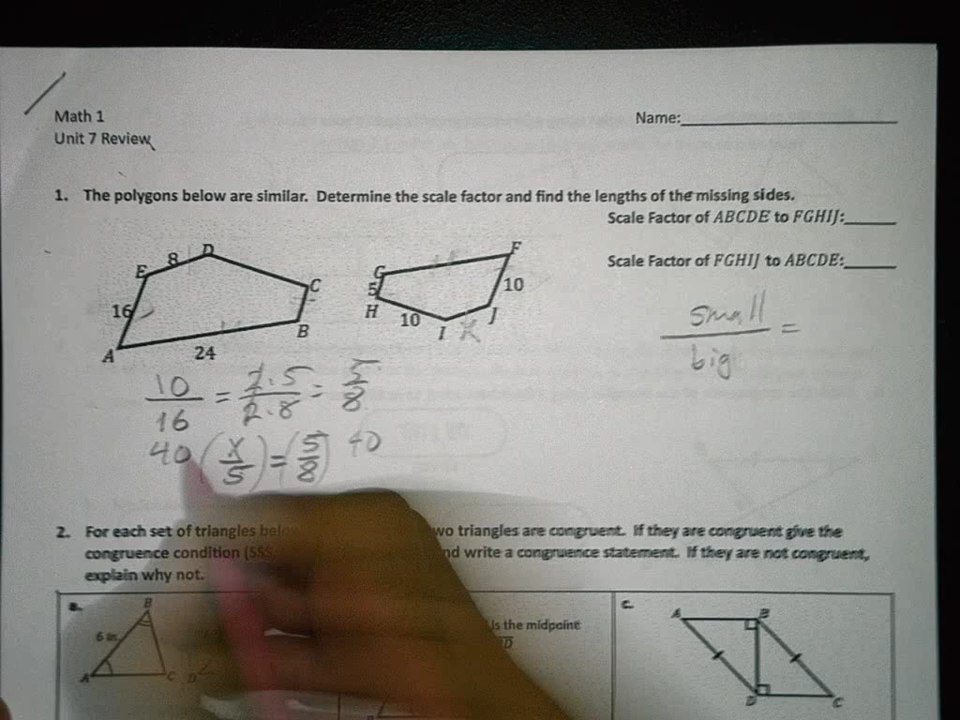 Math 1
Name:
Unit 7 Review
1. The polygons below are similar. Determine the scale factor and find the lengths of the missing sides.
Scale Factor of ABCDE to FGHIJ:
Scale Factor of FGHIJ to ABCDE:
E 8 D
16
C
B
A
24
G
F
5
10
H
10
I
x
J
small
big
=
10/16 = 2·5/2·8 = 5/8
40 (x/5) = (5/8) 40
2. For each set of triangles wo triangles are congruent. If they are congruent give the
congruence condition (SSS nd write a congruence statement. If they are not congruent,
explain why not.
a.
B
6 in.
A
C
D
is the midpoint
c.
A
B
D
C